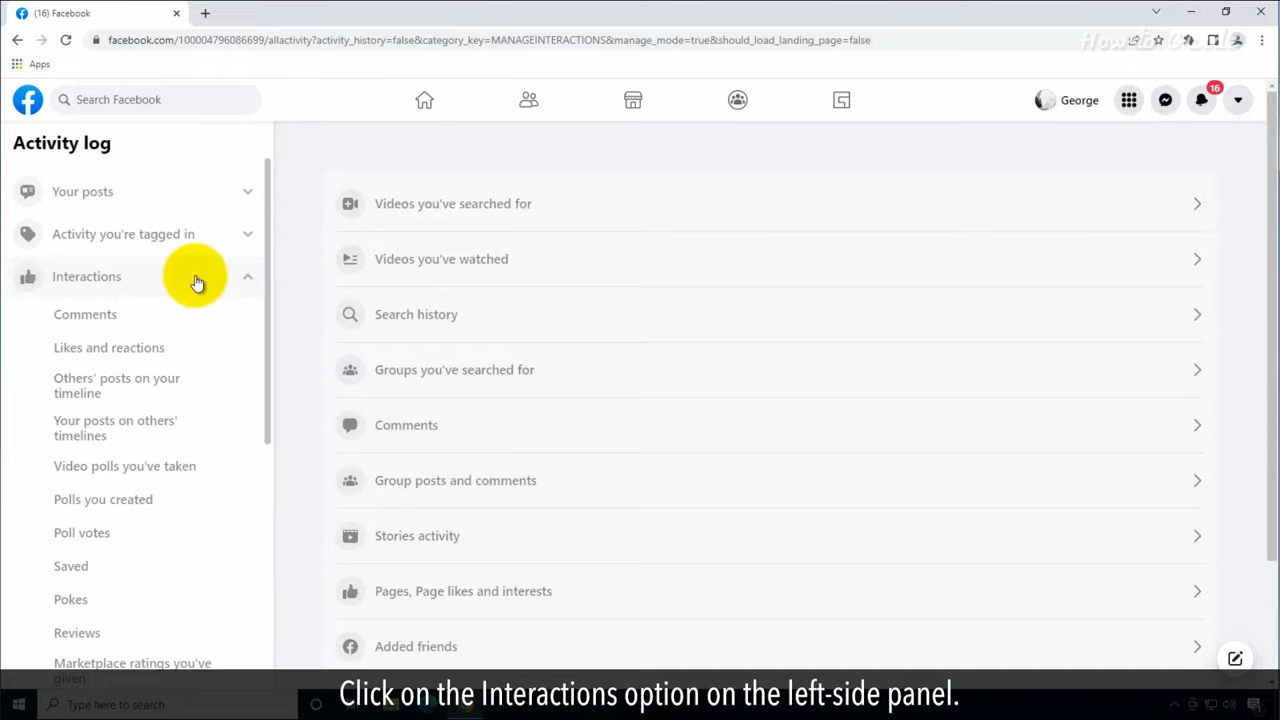 (16) Facebook
facebook.com/100004796086699/allactivity?activity_history=false&category_key=MANAGEINTERACTIONS&manage_mode=true&should_load_landing_page=false
Apps
Search Facebook
George
16
Activity log
Your posts
Activity you're tagged in
Interactions
Comments
Likes and reactions
Others' posts on your
timeline
Your posts on others'
timelines
Video polls you've taken
Polls you created
Poll votes
Saved
Pokes
Reviews
Marketplace ratings you've
given
Videos you've searched for
Videos you've watched
Search history
Groups you've searched for
Comments
Group posts and comments
Stories activity
Pages, Page likes and interests
Added friends
Click on the Interactions option on the left-side panel.
Type here to search